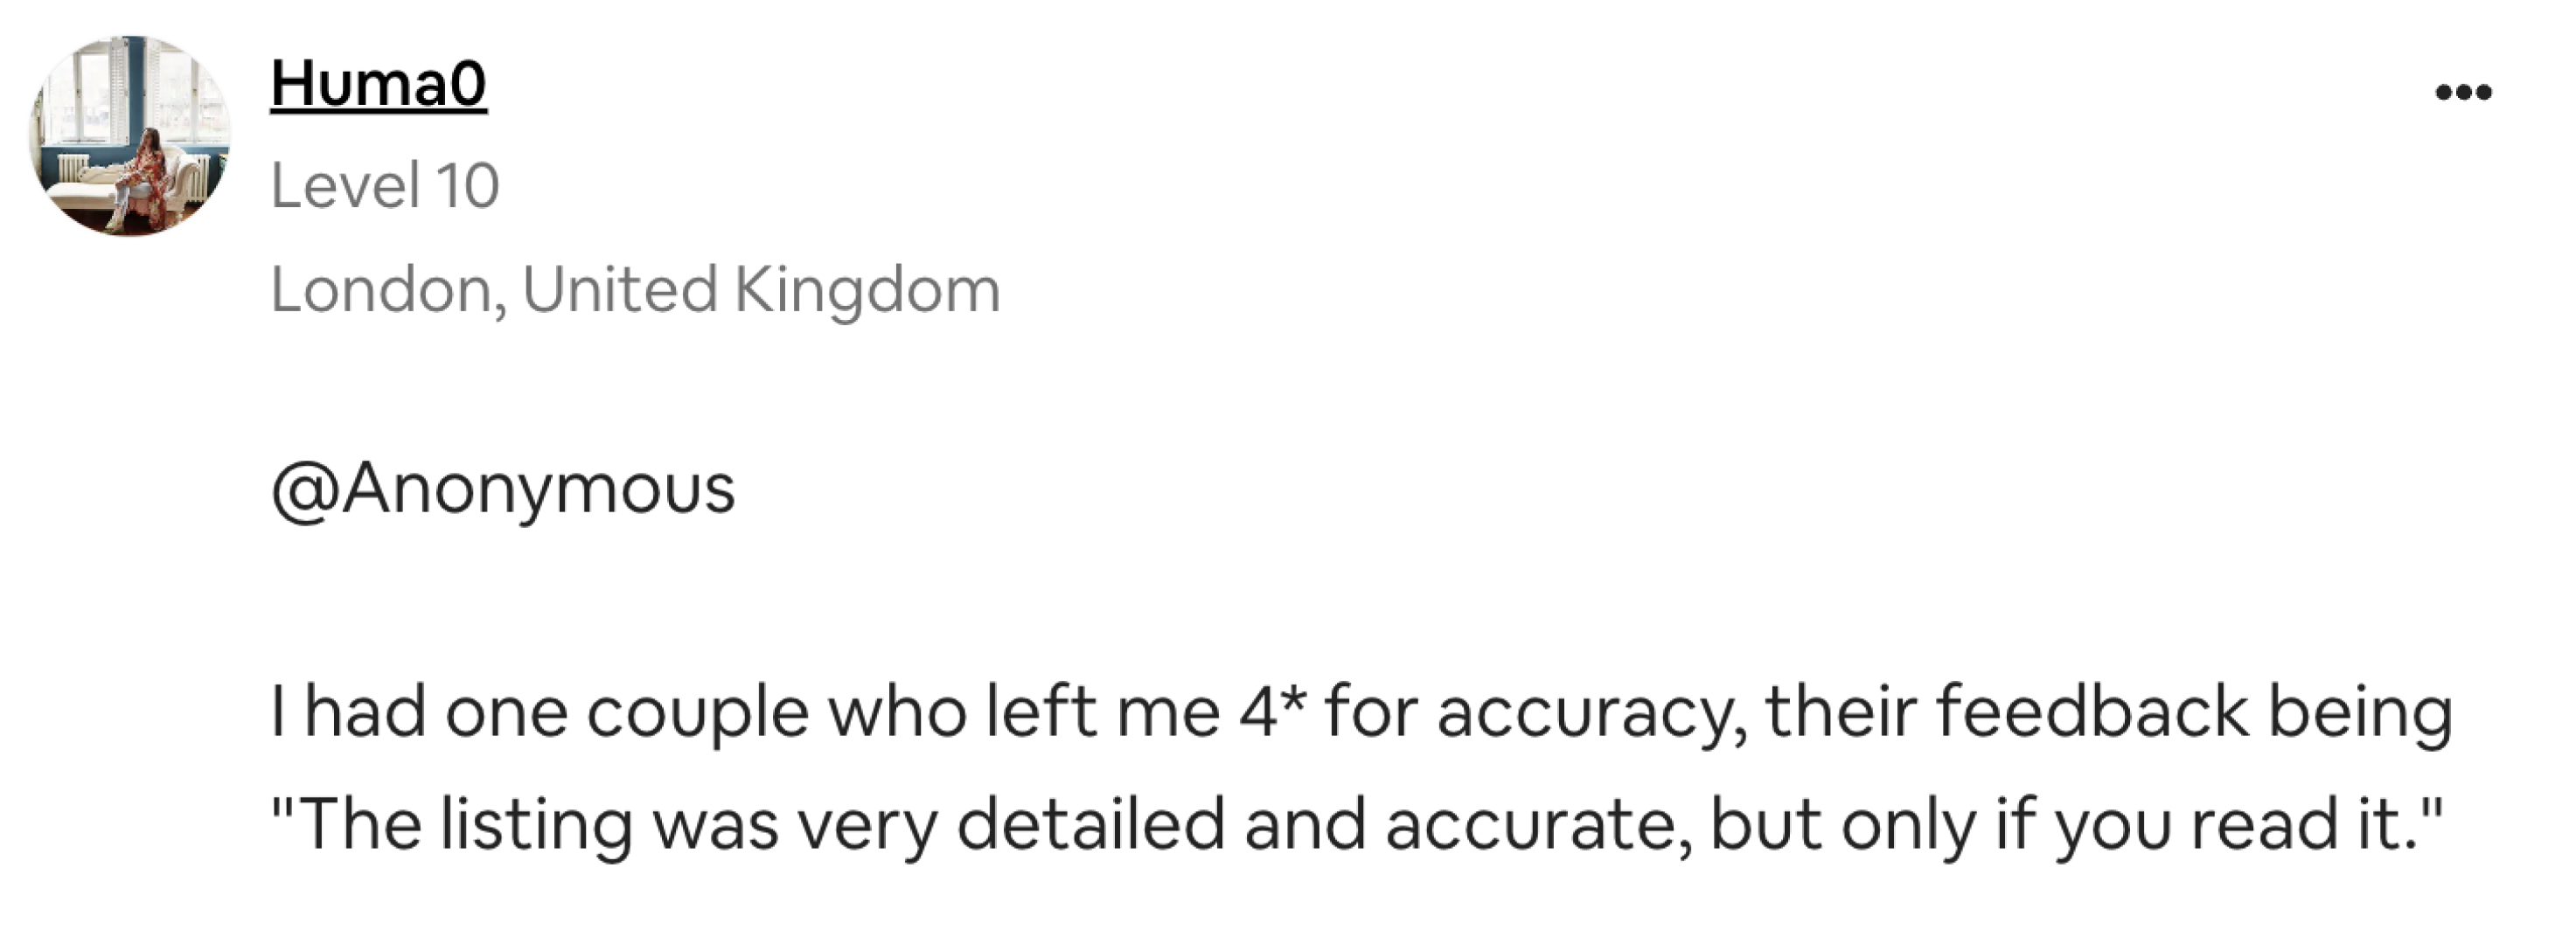 Huma0
Level 10
London, United Kingdom
@Anonymous
I had one couple who left me 4* for accuracy, their feedback being
"The listing was very detailed and accurate, but only if you read it."